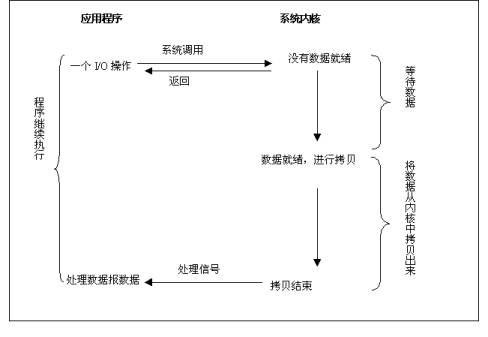 应用程序
系统内核
系统调用
一个 I/O 操作
没有数据就绪
返回
等待数据
程序继续执行
数据就绪，进行拷贝
将数据从内核中拷贝出来
处理信号
处理数据报数据
拷贝结束